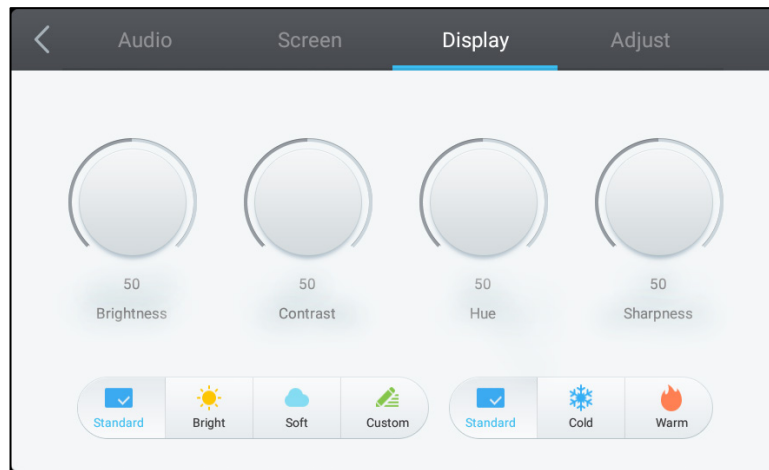 Audio Screen Display Adjust
50 50 50 50
Brightness Contrast Hue Sharpness
Standard Bright Soft Custom Standard Cold Warm